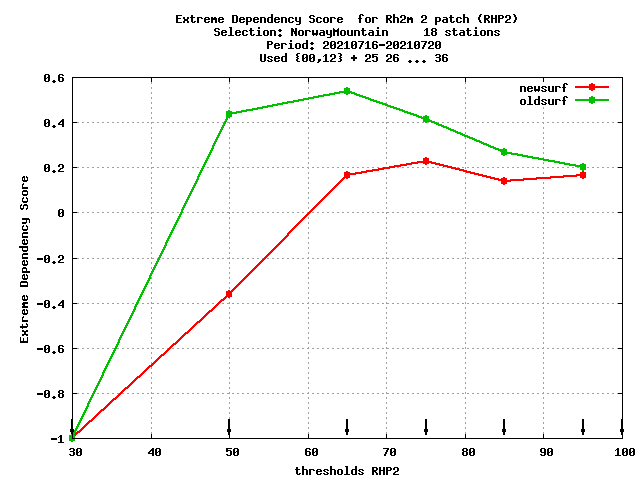 Extreme Dependency Score  for Rh2m 2 patch (RHP2)
Selection: NorwayMountain     18 stations
Period: 20210716-20210720
Used {00,12} + 25 26 ... 36
newsurf
oldsurf
0.6
0.4
0.2
0
-0.2
-0.4
-0.6
-0.8
-1
Extreme Dependency Score
30 40 50 60 70 80 90 100
thresholds RHP2